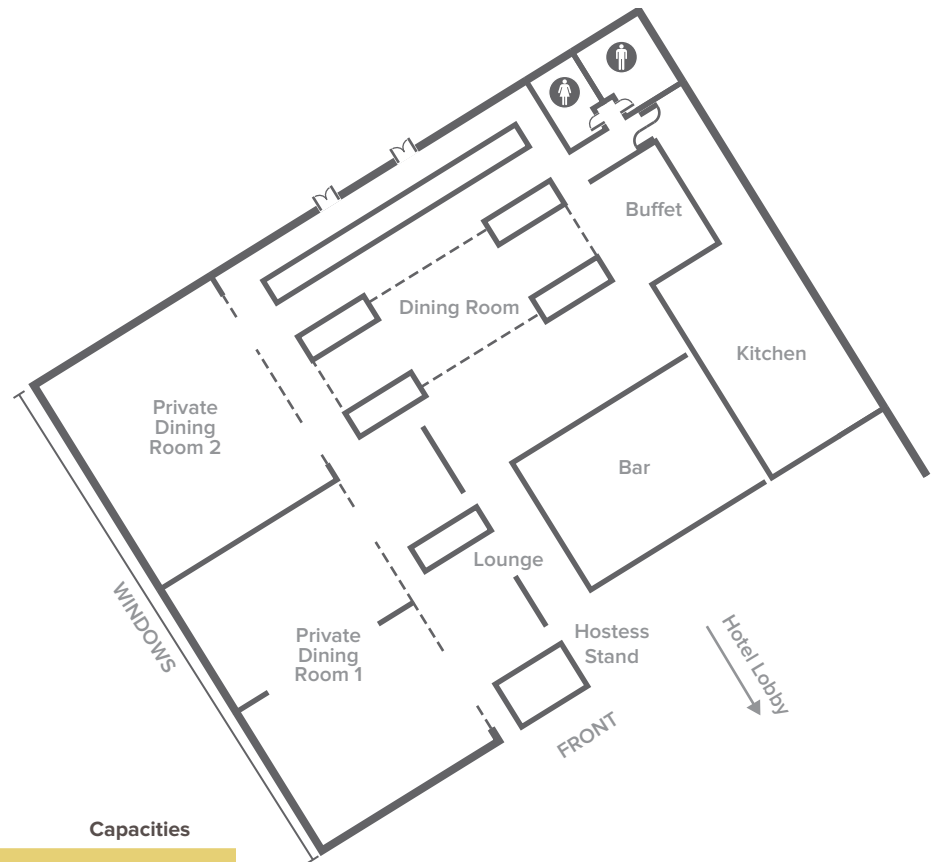 Buffet
Dining Room
Kitchen
Private
Dining
Room 2
Bar
Lounge
WINDOWS
Private
Dining
Room 1
Hostess
Stand
Hotel Lobby
FRONT
Capacities